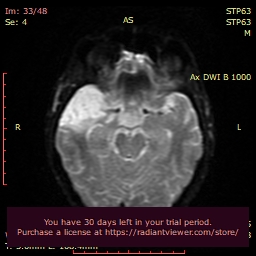 Im: 33/48
STP63
Se: 4
AS
STP63
M
Ax DWI B 1000
R
L
You have 30 days left in your trial period.
Purchase a license at https://radiantviewer.com/store/